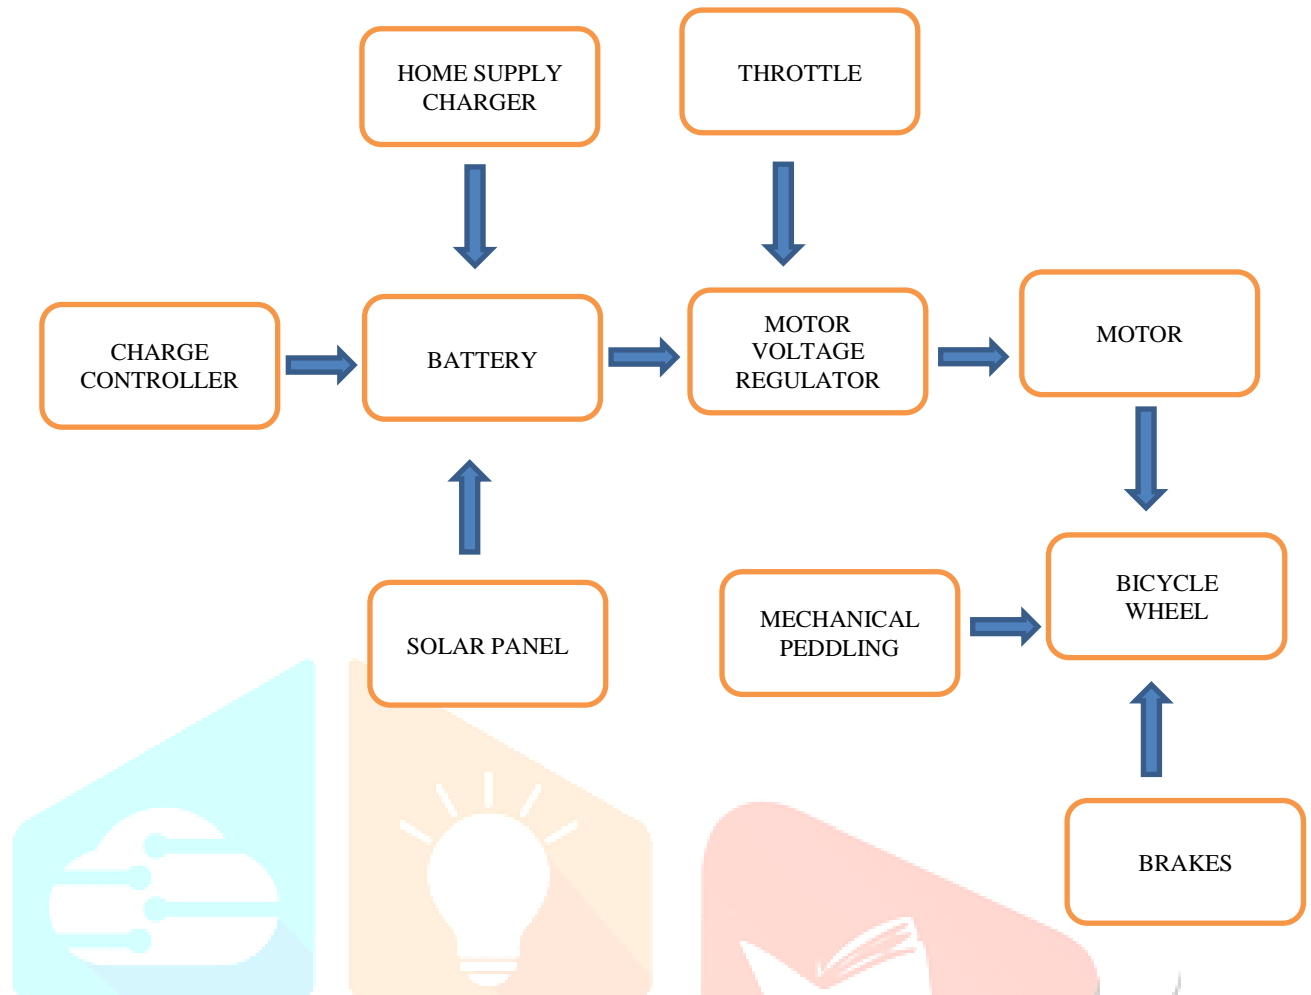 HOME SUPPLY
CHARGER
THROTTLE
CHARGE
CONTROLLER
BATTERY
MOTOR
VOLTAGE
REGULATOR
MOTOR
SOLAR PANEL
MECHANICAL
PEDDLING
BICYCLE
WHEEL
BRAKES